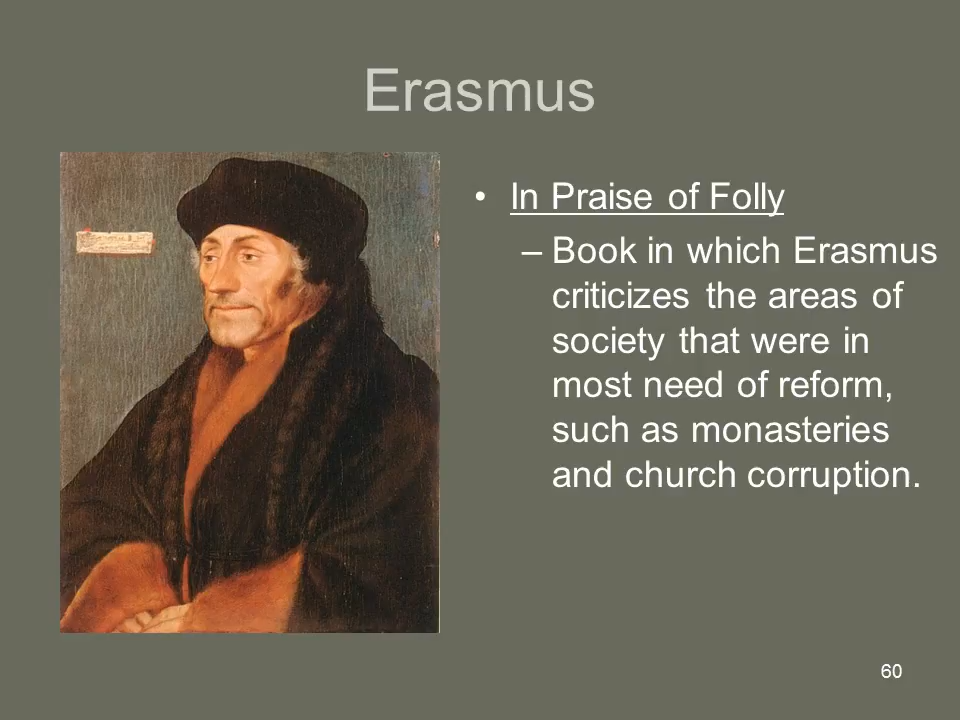 Erasmus
• In Praise of Folly
– Book in which Erasmus
criticizes the areas of
society that were in
most need of reform,
such as monasteries
and church corruption.
60